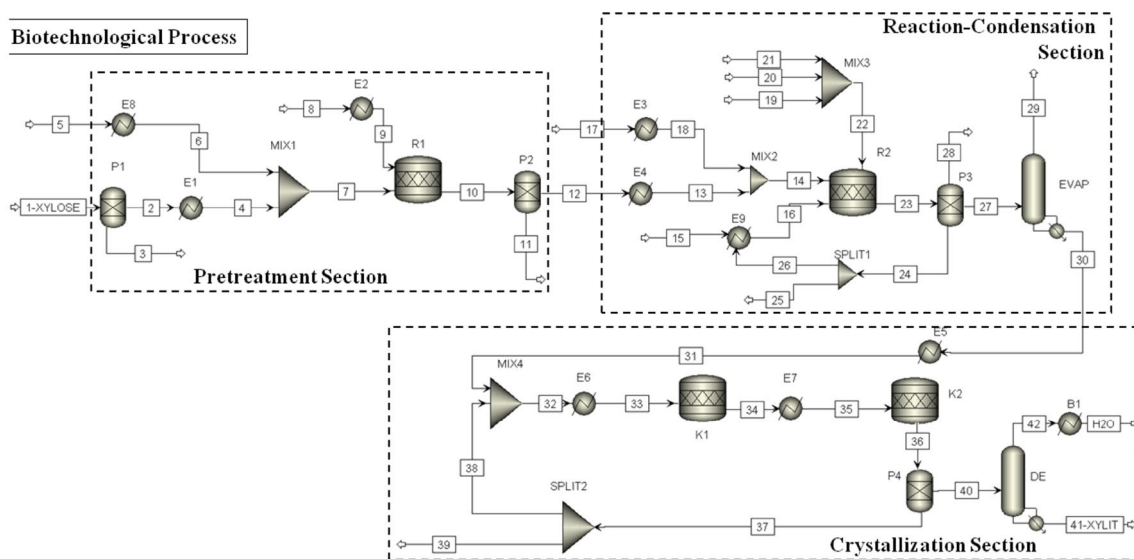 Biotechnological Process
Reaction-Condensation
Section
21
20
19
MIX3
22
29
5
E8
6
8
E2
9
R1
MIX1
P1
E1
1-XYLOSE
2
4
3
7
10
P2
12
11
Pretreatment Section
17
E3
18
MIX2
E4
13
14
R2
28
P3
23
27
EVAP
15
E9
16
SPLIT1
26
24
25
30
31
E5
MIX4
32
E6
33
K1
34
E7
35
K2
36
42
B1
H2O
38
SPLIT2
P4
40
DE
39
37
41-XYLIT
Crystallization Section